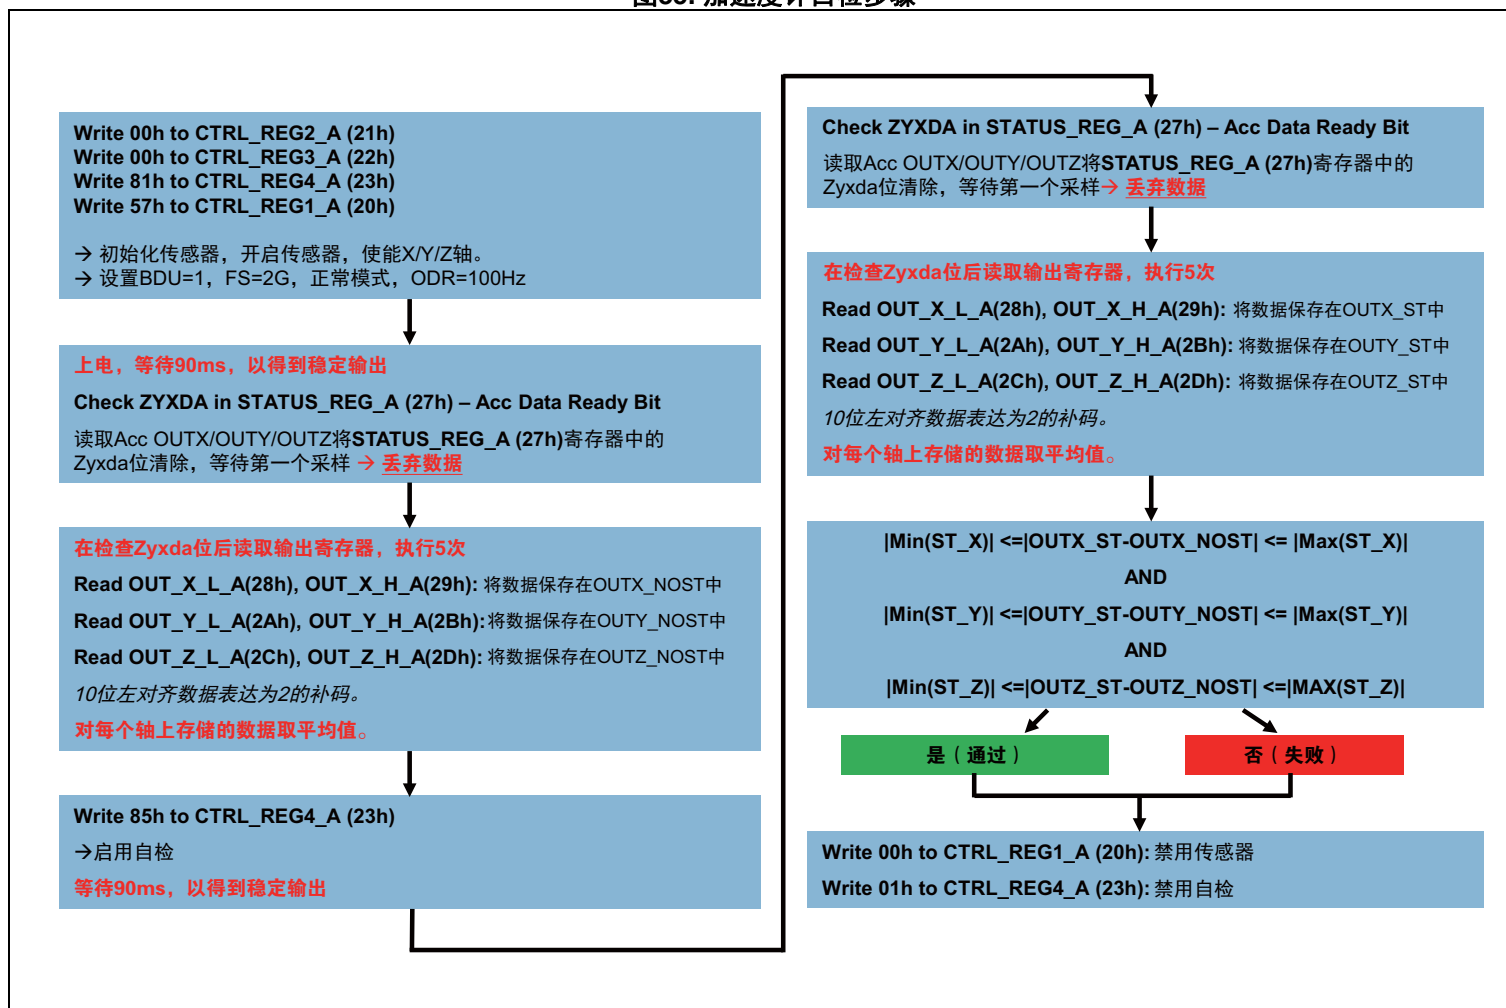 Write 00h to CTRL_REG2_A (21h)
Write 00h to CTRL_REG3_A (22h)
Write 81h to CTRL_REG4_A (23h)
Write 57h to CTRL_REG1_A (20h)
→ 初始化传感器，开启传感器，使能X/Y/Z轴。
→ 设置BDU=1，FS=2G，正常模式，ODR=100Hz
上电，等待90ms，以得到稳定输出
Check ZYXDA in STATUS_REG_A (27h) – Acc Data Ready Bit
读取Acc OUTX/OUTY/OUTZ将STATUS_REG_A (27h)寄存器中的
Zyxda位清除，等待第一个采样 → 丢弃数据
在检查Zyxda位后读取输出寄存器，执行5次
Read OUT_X_L_A(28h), OUT_X_H_A(29h): 将数据保存在OUTX_NOST中
Read OUT_Y_L_A(2Ah), OUT_Y_H_A(2Bh): 将数据保存在OUTY_NOST中
Read OUT_Z_L_A(2Ch), OUT_Z_H_A(2Dh): 将数据保存在OUTZ_NOST中
10位左对齐数据表达为2的补码。
对每个轴上存储的数据取平均值。
Write 85h to CTRL_REG4_A (23h)
→启用自检
等待90ms，以得到稳定输出
Check ZYXDA in STATUS_REG_A (27h) – Acc Data Ready Bit
读取Acc OUTX/OUTY/OUTZ将STATUS_REG_A (27h)寄存器中的
Zyxda位清除，等待第一个采样→ 丢弃数据
在检查Zyxda位后读取输出寄存器，执行5次
Read OUT_X_L_A(28h), OUT_X_H_A(29h): 将数据保存在OUTX_ST中
Read OUT_Y_L_A(2Ah), OUT_Y_H_A(2Bh): 将数据保存在OUTY_ST中
Read OUT_Z_L_A(2Ch), OUT_Z_H_A(2Dh): 将数据保存在OUTZ_ST中
10位左对齐数据表达为2的补码。
对每个轴上存储的数据取平均值。
|Min(ST_X)| <=|OUTX_ST-OUTX_NOST| <= |Max(ST_X)|
AND
|Min(ST_Y)| <=|OUTY_ST-OUTY_NOST| <= |Max(ST_Y)|
AND
|Min(ST_Z)| <=|OUTZ_ST-OUTZ_NOST| <=|MAX(ST_Z)|
是（通过）
否（失败）
Write 00h to CTRL_REG1_A (20h): 禁用传感器
Write 01h to CTRL_REG4_A (23h): 禁用自检